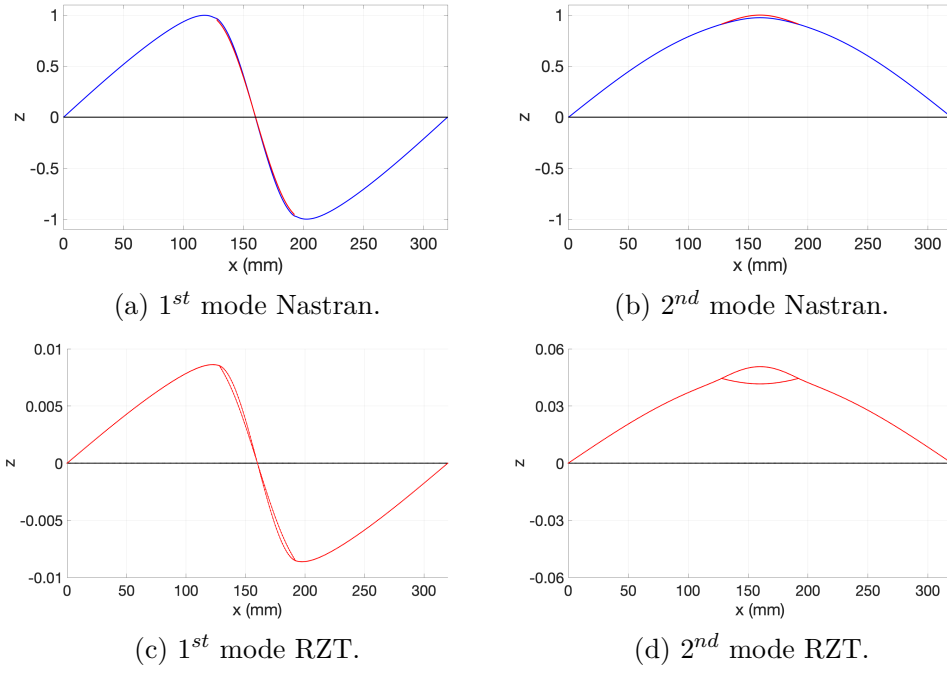 1
0.5
0
-0.5
-1
z
0 50 100 150 200 250 300
x (mm)
(a) 1st mode Nastran.
1
0.5
0
-0.5
-1
z
0 50 100 150 200 250 300
x (mm)
(b) 2nd mode Nastran.
0.01
0.005
0
-0.005
-0.01
z
0 50 100 150 200 250 300
x (mm)
(c) 1st mode RZT.
0.06
0.03
0
-0.03
-0.06
z
0 50 100 150 200 250 300
x (mm)
(d) 2nd mode RZT.